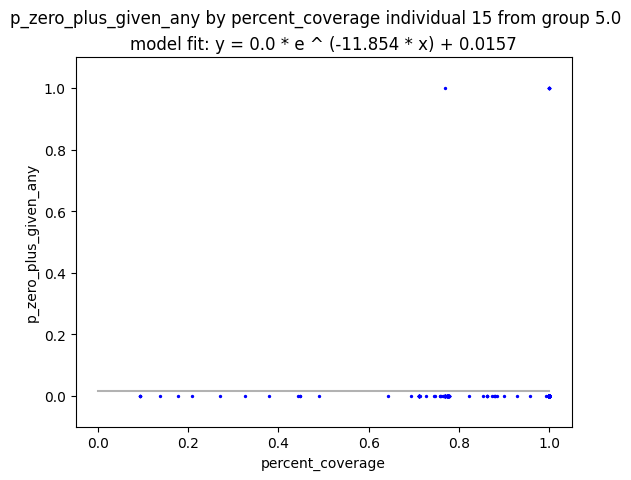 p_zero_plus_given_any by percent_coverage individual 15 from group 5.0
model fit: y = 0.0 * e ^ (-11.854 * x) + 0.0157
1.0
0.8
0.6
0.4
0.2
0.0
p_zero_plus_given_any
0.0 0.2 0.4 0.6 0.8 1.0
percent_coverage